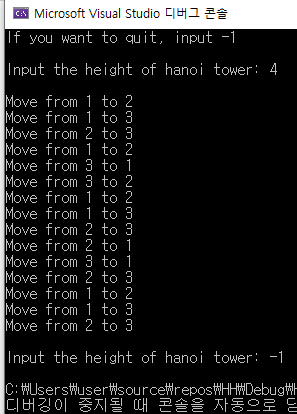 Microsoft Visual Studio 디버그 콘솔
If you want to quit, input -1
Input the height of hanoi tower: 4
Move from 1 to 2
Move from 1 to 3
Move from 2 to 3
Move from 1 to 2
Move from 3 to 1
Move from 3 to 2
Move from 1 to 2
Move from 1 to 3
Move from 2 to 3
Move from 2 to 1
Move from 3 to 1
Move from 2 to 3
Move from 1 to 2
Move from 1 to 3
Move from 2 to 3
Input the height of hanoi tower: -1
C:₩Users₩user₩source₩repos₩HH₩Debug₩
디버깅이 중지될 때 콘솔을 자동으로